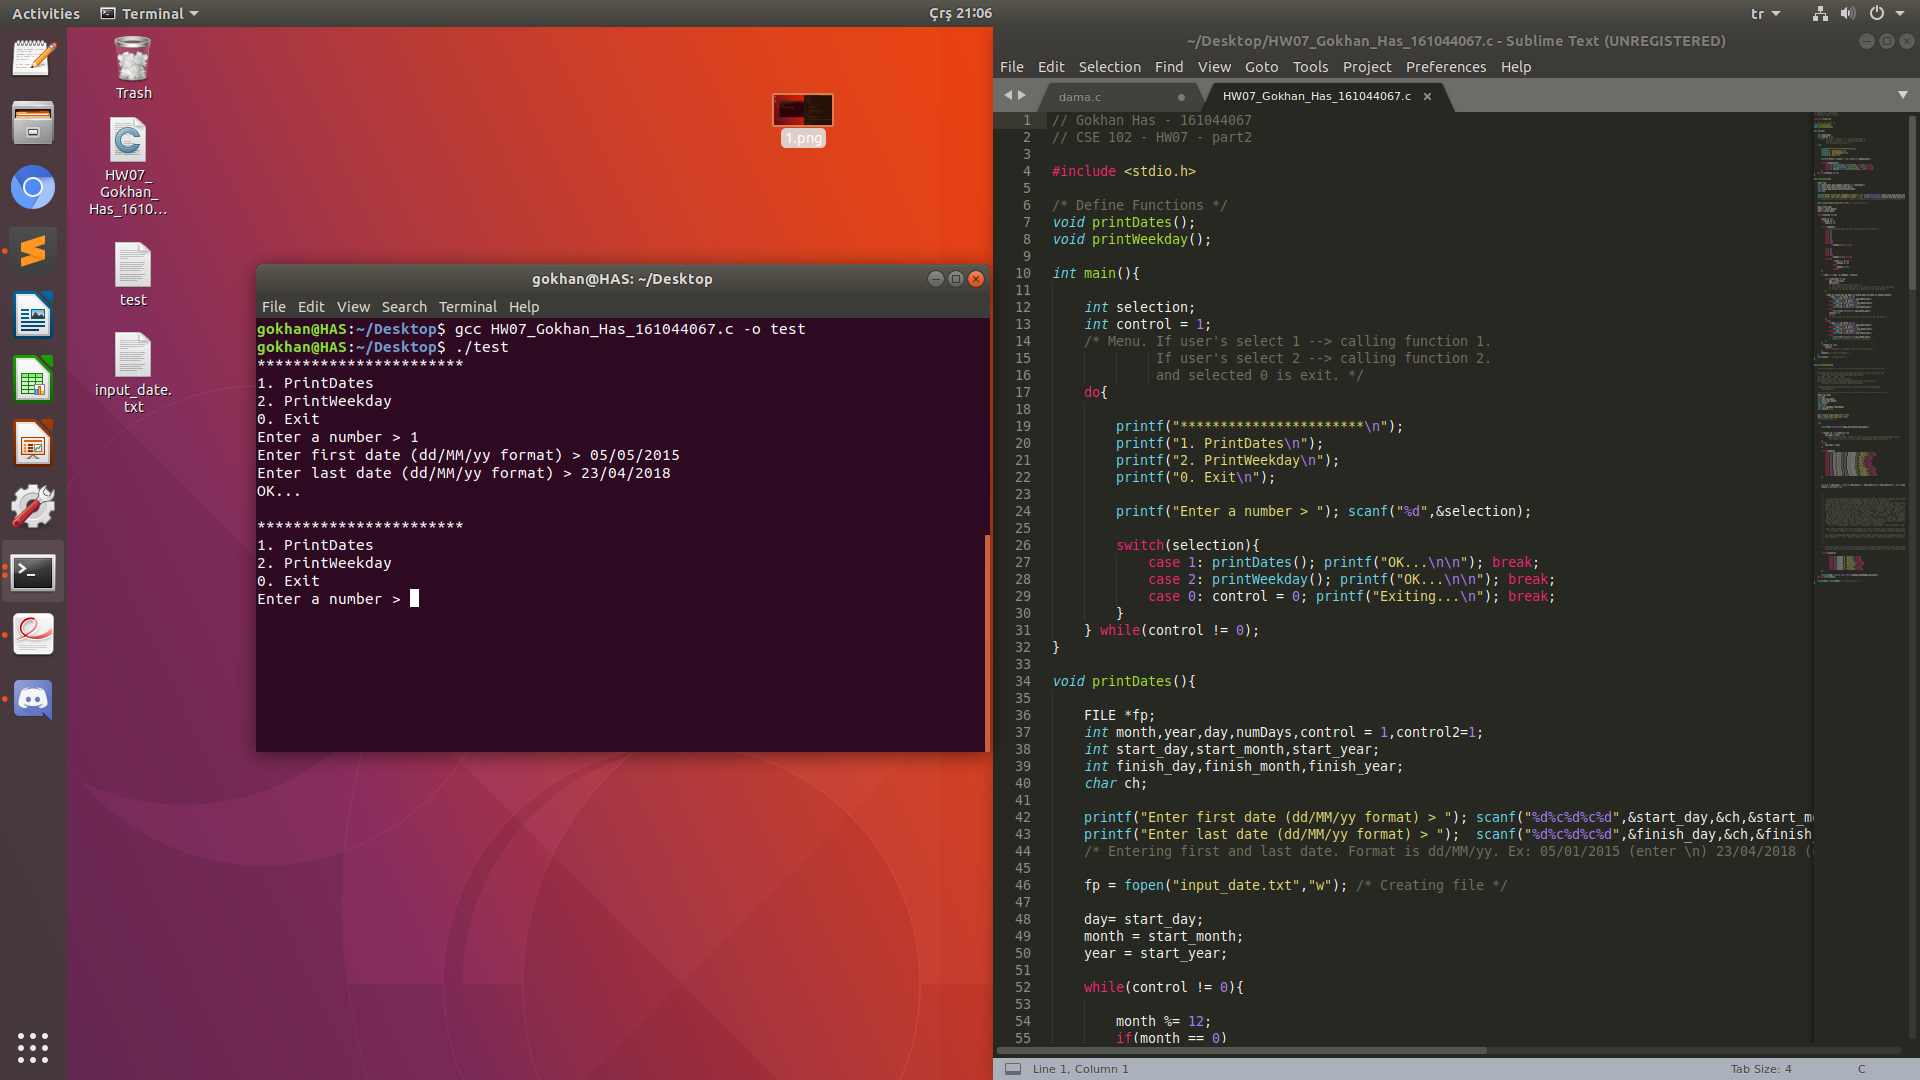 Activities
Terminal
Çrş 21:06
tr
Trash
HW07_
Gokhan_
Has_1610…
test
input_date.
txt
1.png
gokhan@HAS: ~/Desktop
File Edit View Search Terminal Help
gokhan@HAS:~/Desktop$ gcc HW07_Gokhan_Has_161044067.c -o test
gokhan@HAS:~/Desktop$ ./test
***********************
1. PrintDates
2. PrintWeekday
0. Exit
Enter a number > 1
Enter first date (dd/MM/yy format) > 05/05/2015
Enter last date (dd/MM/yy format) > 23/04/2018
OK...
***********************
1. PrintDates
2. PrintWeekday
0. Exit
Enter a number >
~/Desktop/HW07_Gokhan_Has_161044067.c - Sublime Text (UNREGISTERED)
File Edit Selection Find View Goto Tools Project Preferences Help
dama.c
HW07_Gokhan_Has_161044067.c
1 // Gokhan Has - 161044067
2 // CSE 102 - HW07 - part2
3
4 #include <stdio.h>
5
6 /* Define Functions */
7 void printDates();
8 void printWeekday();
9
10 int main(){
11
12 int selection;
13 int control = 1;
14 /* Menu. If user's select 1 --> calling function 1.
15 If user's select 2 --> calling function 2.
16 and selected 0 is exit. */
17 do{
18
19 printf("***********************\n");
20 printf("1. PrintDates\n");
21 printf("2. PrintWeekday\n");
22 printf("0. Exit\n");
23
24 printf("Enter a number > "); scanf("%d",&selection);
25
26 switch(selection){
27 case 1: printDates(); printf("OK...\n\n"); break;
28 case 2: printWeekday(); printf("OK...\n\n"); break;
29 case 0: control = 0; printf("Exiting...\n"); break;
30 }
31 } while(control != 0);
32 }
33
34 void printDates(){
35
36 FILE *fp;
37 int month,year,day,numDays,control = 1,control2=1;
38 int start_day,start_month,start_year;
39 int finish_day,finish_month,finish_year;
40 char ch;
41
42 printf("Enter first date (dd/MM/yy format) > "); scanf("%d%c%d%c%d",&start_day,&ch,&start_m
43 printf("Enter last date (dd/MM/yy format) > "); scanf("%d%c%d%c%d",&finish_day,&ch,&finish_
44 /* Entering first and last date. Format is dd/MM/yy. Ex: 05/01/2015 (enter \n) 23/04/2018 (
45
46 fp = fopen("input_date.txt","w"); /* Creating file */
47
48 day= start_day;
49 month = start_month;
50 year = start_year;
51
52 while(control != 0){
53
54 month %= 12;
55 if(month == 0)
Line 1, Column 1
Tab Size: 4
C